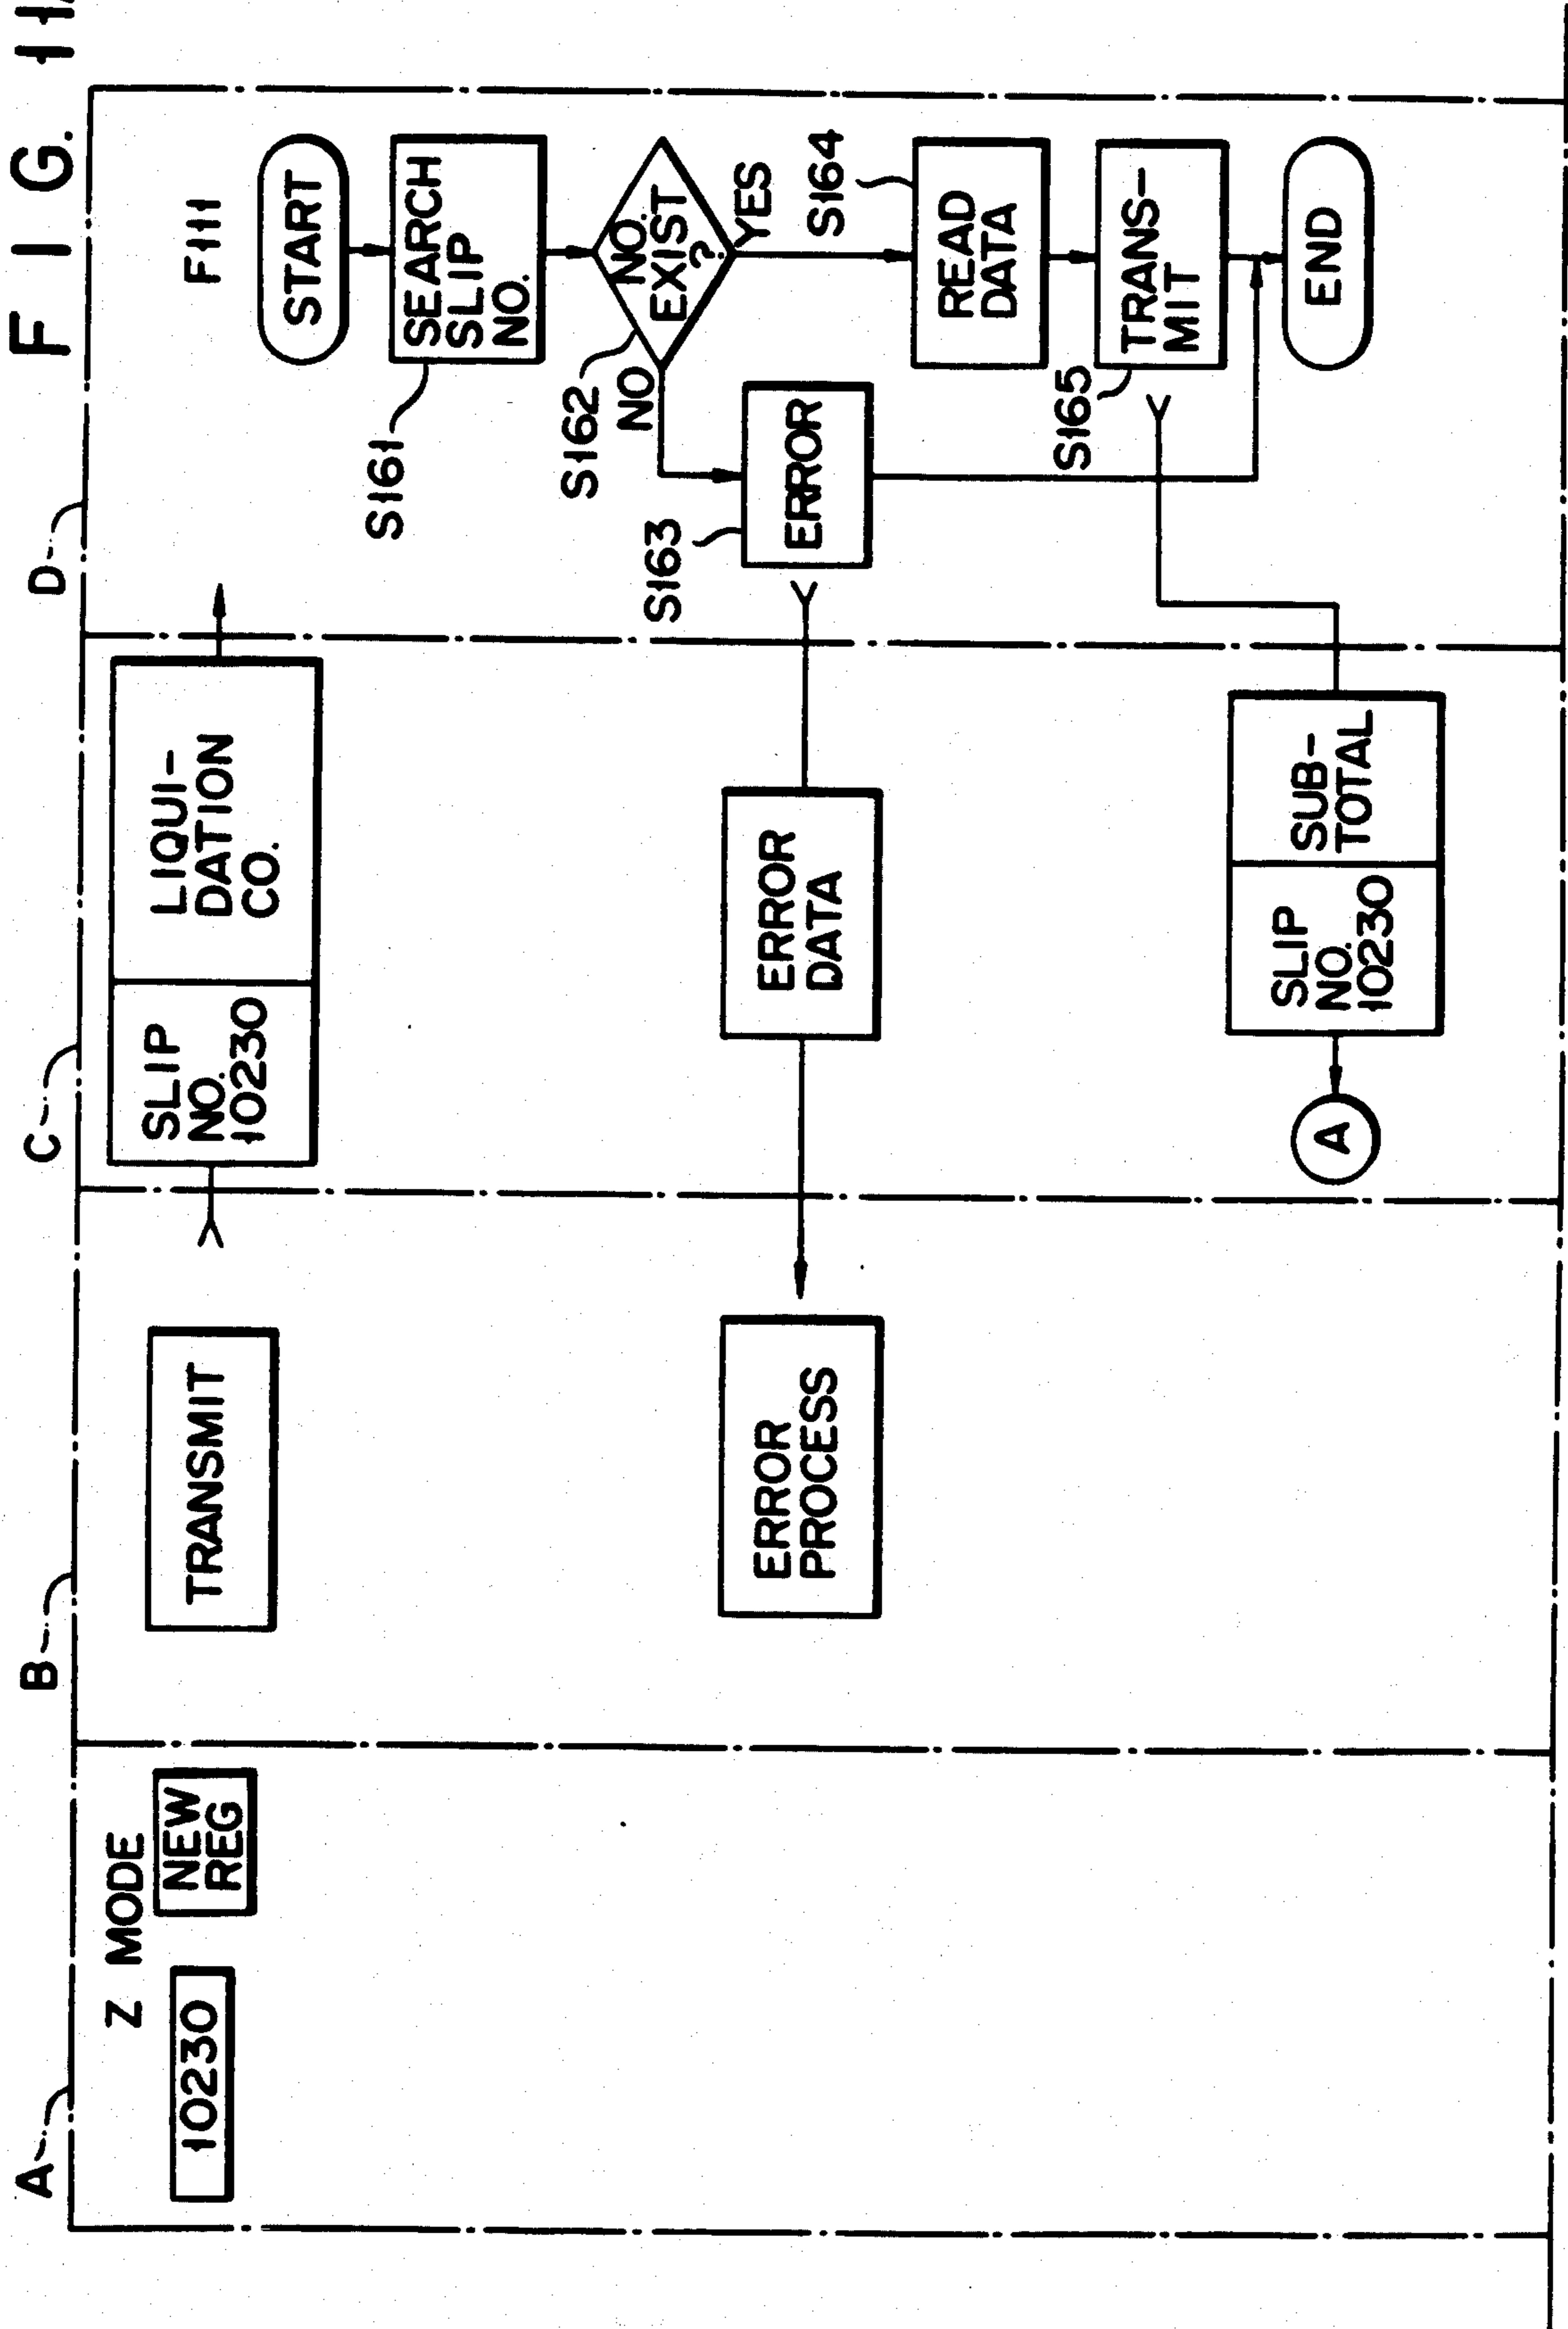 F I G.
A
B
C
D
Z MODE
10230
NEW
REG
TRANSMIT
SLIP
NO.
10230
LIQUI-
DATION
CO.
F111
START
S161
SEARCH
SLIP
NO.
S162
NO.
EXIST
?
NO
YES
S163
ERROR
ERROR
DATA
ERROR
PROCESS
S164
READ
DATA
S165
TRANS-
MIT
SUB-
TOTAL
SLIP
NO.
10230
A
END